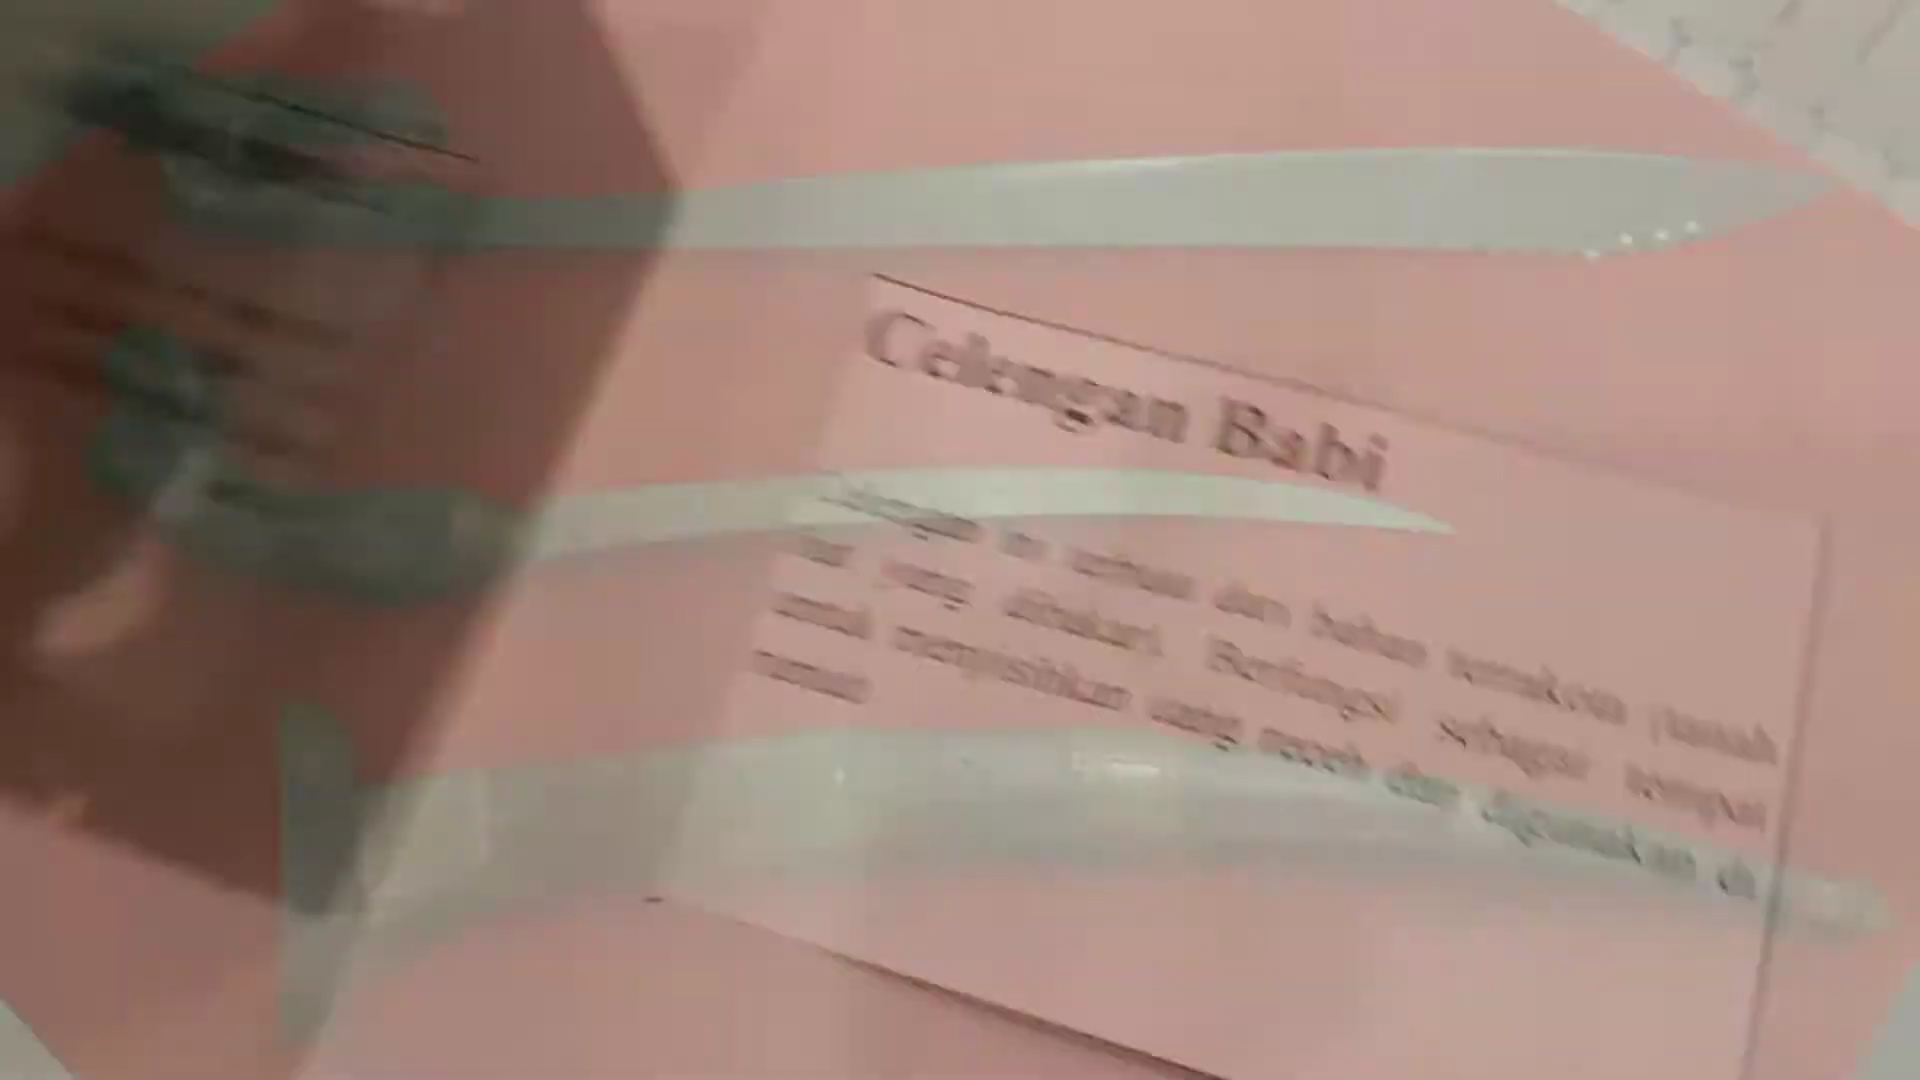 Celengan Babi
Celengan ini terbuat dari bahan terrakota (tanah
liat yang dibakar). Berfungsi sebagai tempat
untuk menyisihkan uang receh dan digunakan di
rumah